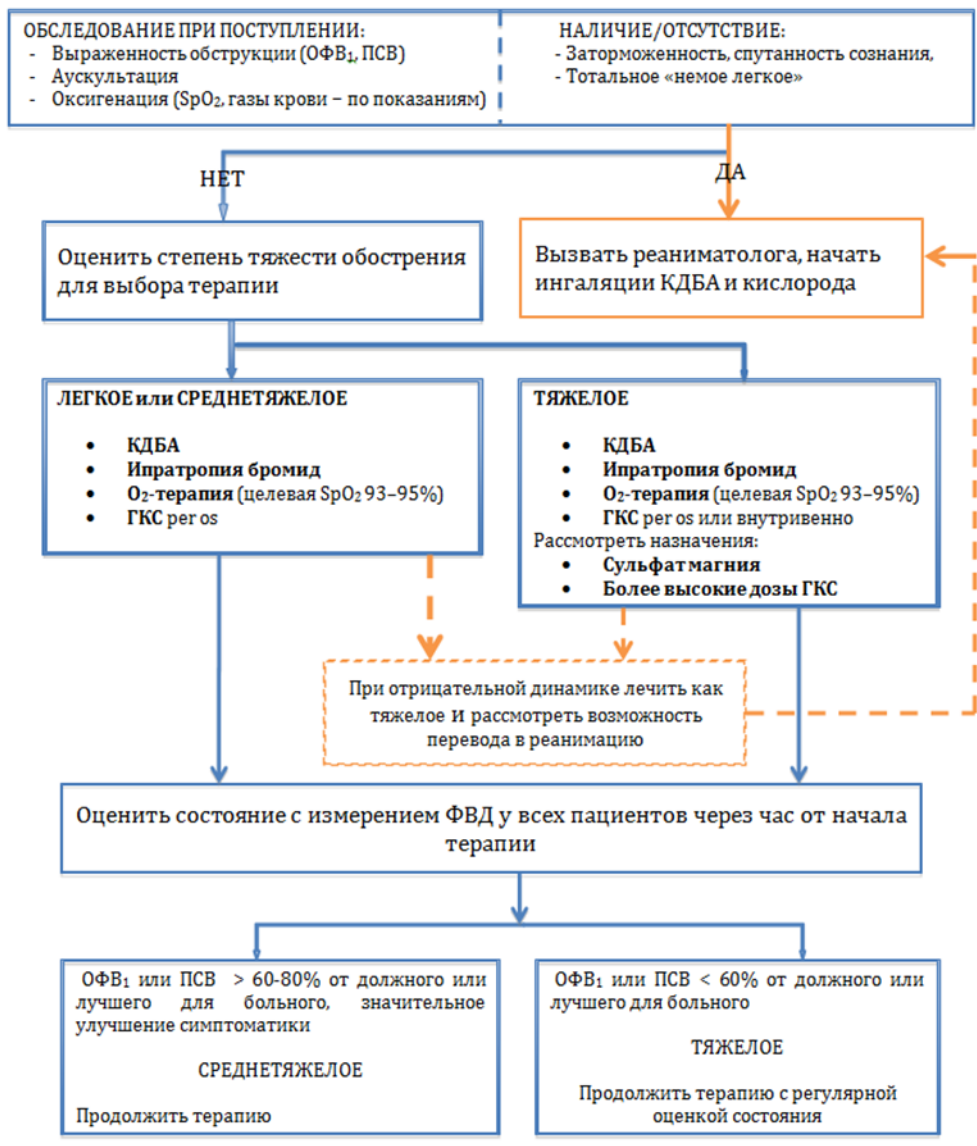 ОБСЛЕДОВАНИЕ ПРИ ПОСТУПЛЕНИИ:
- Выраженность обструкции (ОФВ₁, ПСВ)
- Аускультация
- Оксигенация (SpO₂, газы крови – по показаниям)
НАЛИЧИЕ/ОТСУТСТВИЕ:
- Заторможенность, спутанность сознания,
- Тотальное «немое легкое»
НЕТ
ДА
Оценить степень тяжести обострения
для выбора терапии
Вызвать реаниматолога, начать
ингаляции КДБА и кислорода
ЛЕГКОЕ или СРЕДНЕТЯЖЕЛОЕ
• КДБА
• Ипратропия бромид
• О₂-терапия (целевая SpO₂ 93–95%)
• ГКС per os
ТЯЖЕЛОЕ
• КДБА
• Ипратропия бромид
• О₂-терапия (целевая SpO₂ 93–95%)
• ГКС per os или внутривенно
Рассмотреть назначения:
• Сульфат магния
• Более высокие дозы ГКС
При отрицательной динамике лечить как
тяжелое и рассмотреть возможность
перевода в реанимацию
Оценить состояние с измерением ФВД у всех пациентов через час от начала
терапии
ОФВ₁ или ПСВ > 60-80% от должного или
лучшего для больного, значительное
улучшение симптоматики
СРЕДНЕТЯЖЕЛОЕ
Продолжить терапию
ОФВ₁ или ПСВ < 60% от должного или
лучшего для больного
ТЯЖЕЛОЕ
Продолжить терапию с регулярной
оценкой состояния